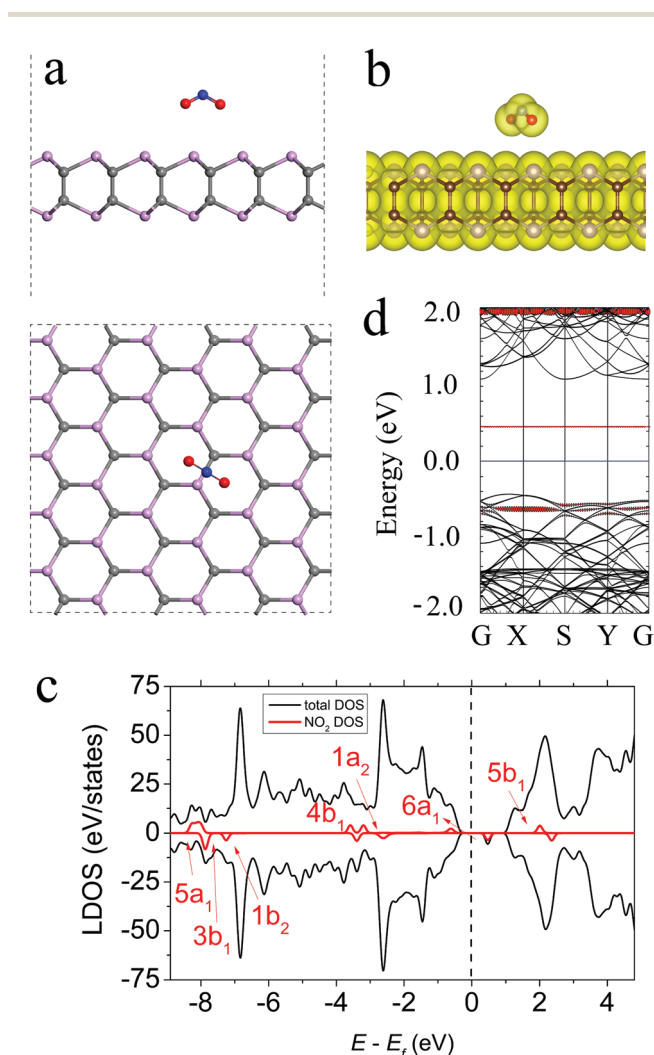 a
b
d
2.0
1.0
0.0
-1.0
-2.0
Energy (eV)
G X S Y G
c
75
50
25
0
-25
-50
-75
LDOS (eV/states)
total DOS
NO₂ DOS
1a₂
4b₁
6a₁
5b₁
5a₁
3b₁
1b₂
-8 -6 -4 -2 0 2 4
E - E_f (eV)